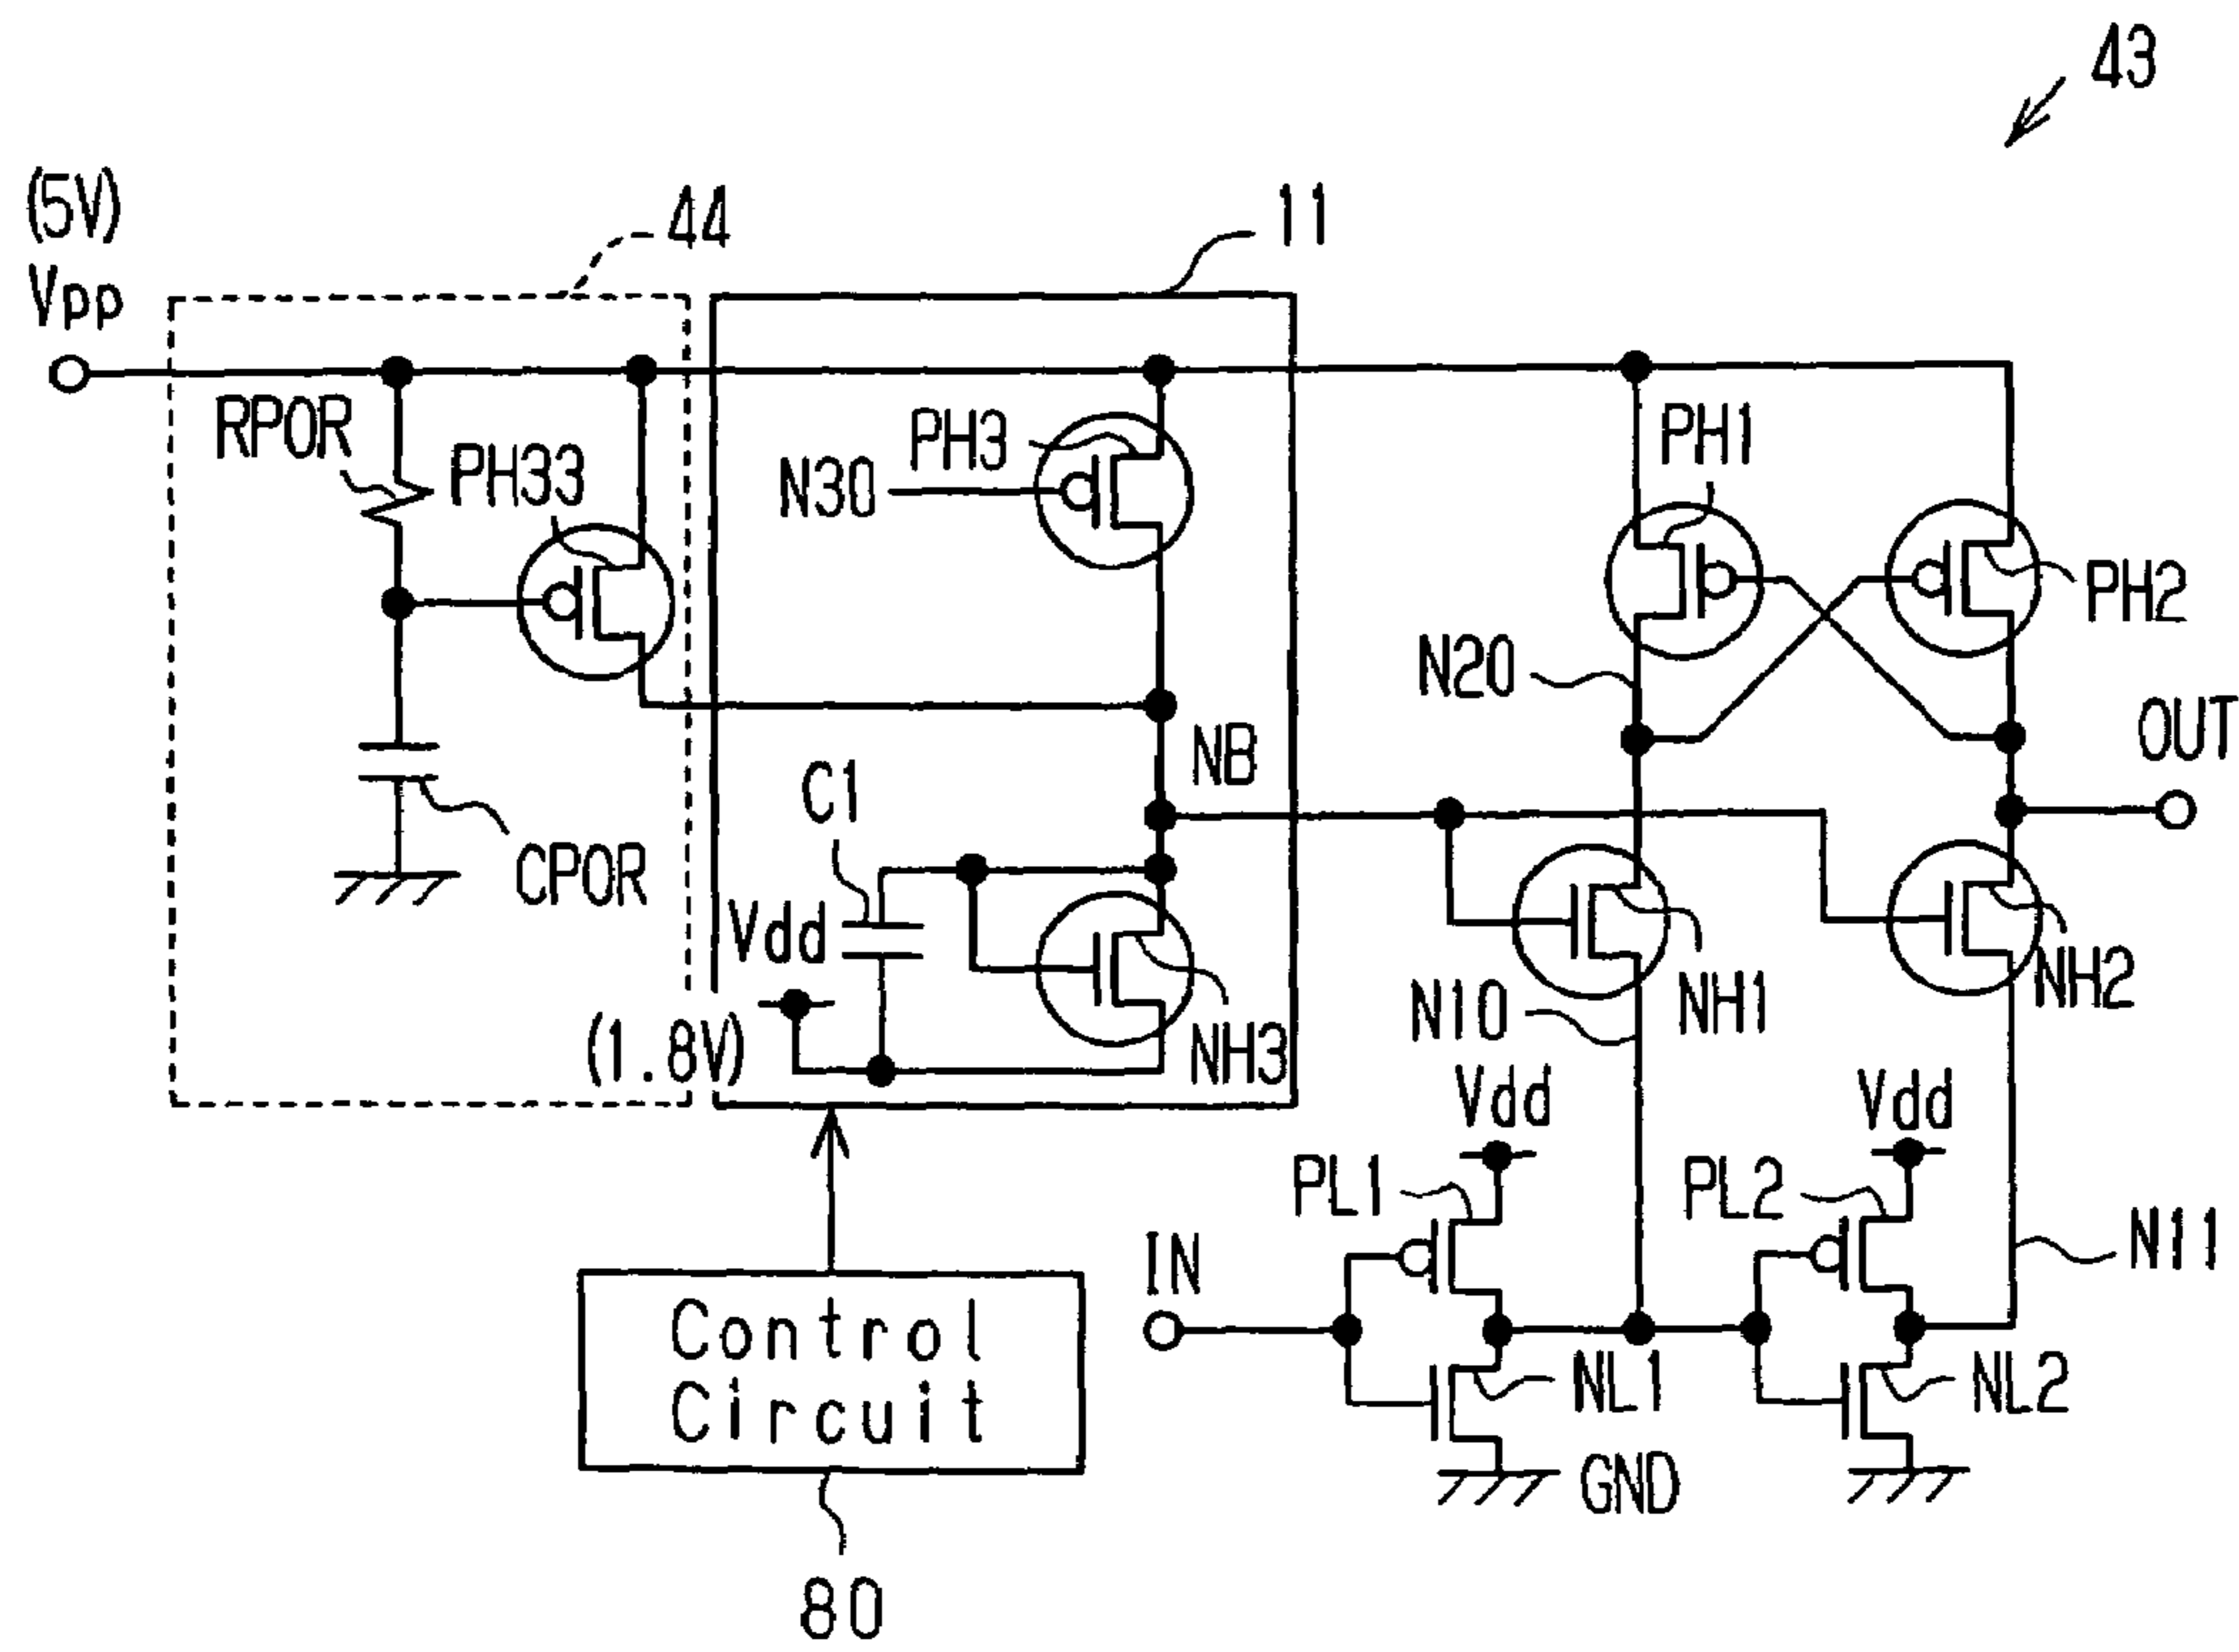 43
(5V)
Vpp
44
11
RPOR
PH33
PH3
N30
PH1
PH2
N20
OUT
NB
C1
CPOR
Vdd
(1.8V)
NH3
N10
NH1
NH2
Vdd
Vdd
PL1
PL2
N11
IN
NL1
NL2
GND
Control
Circuit
80